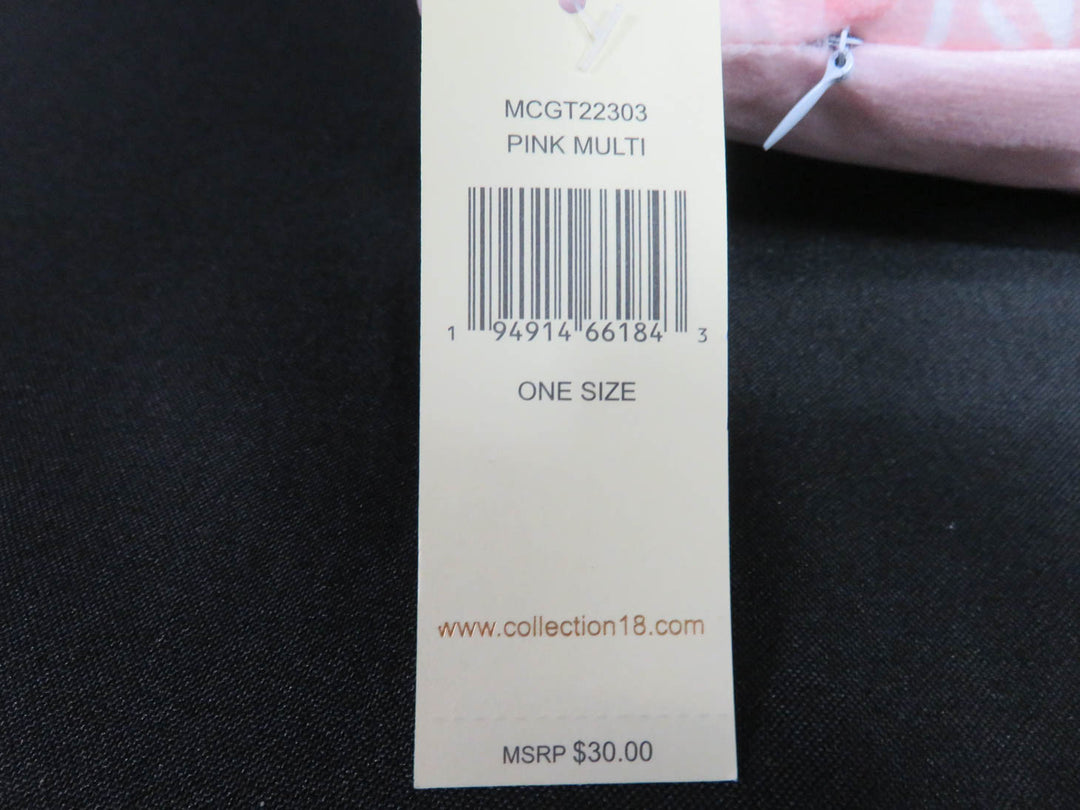 MCGT22303
PINK MULTI
1 94914 66184 3
ONE SIZE
www.collection18.com
MSRP $30.00